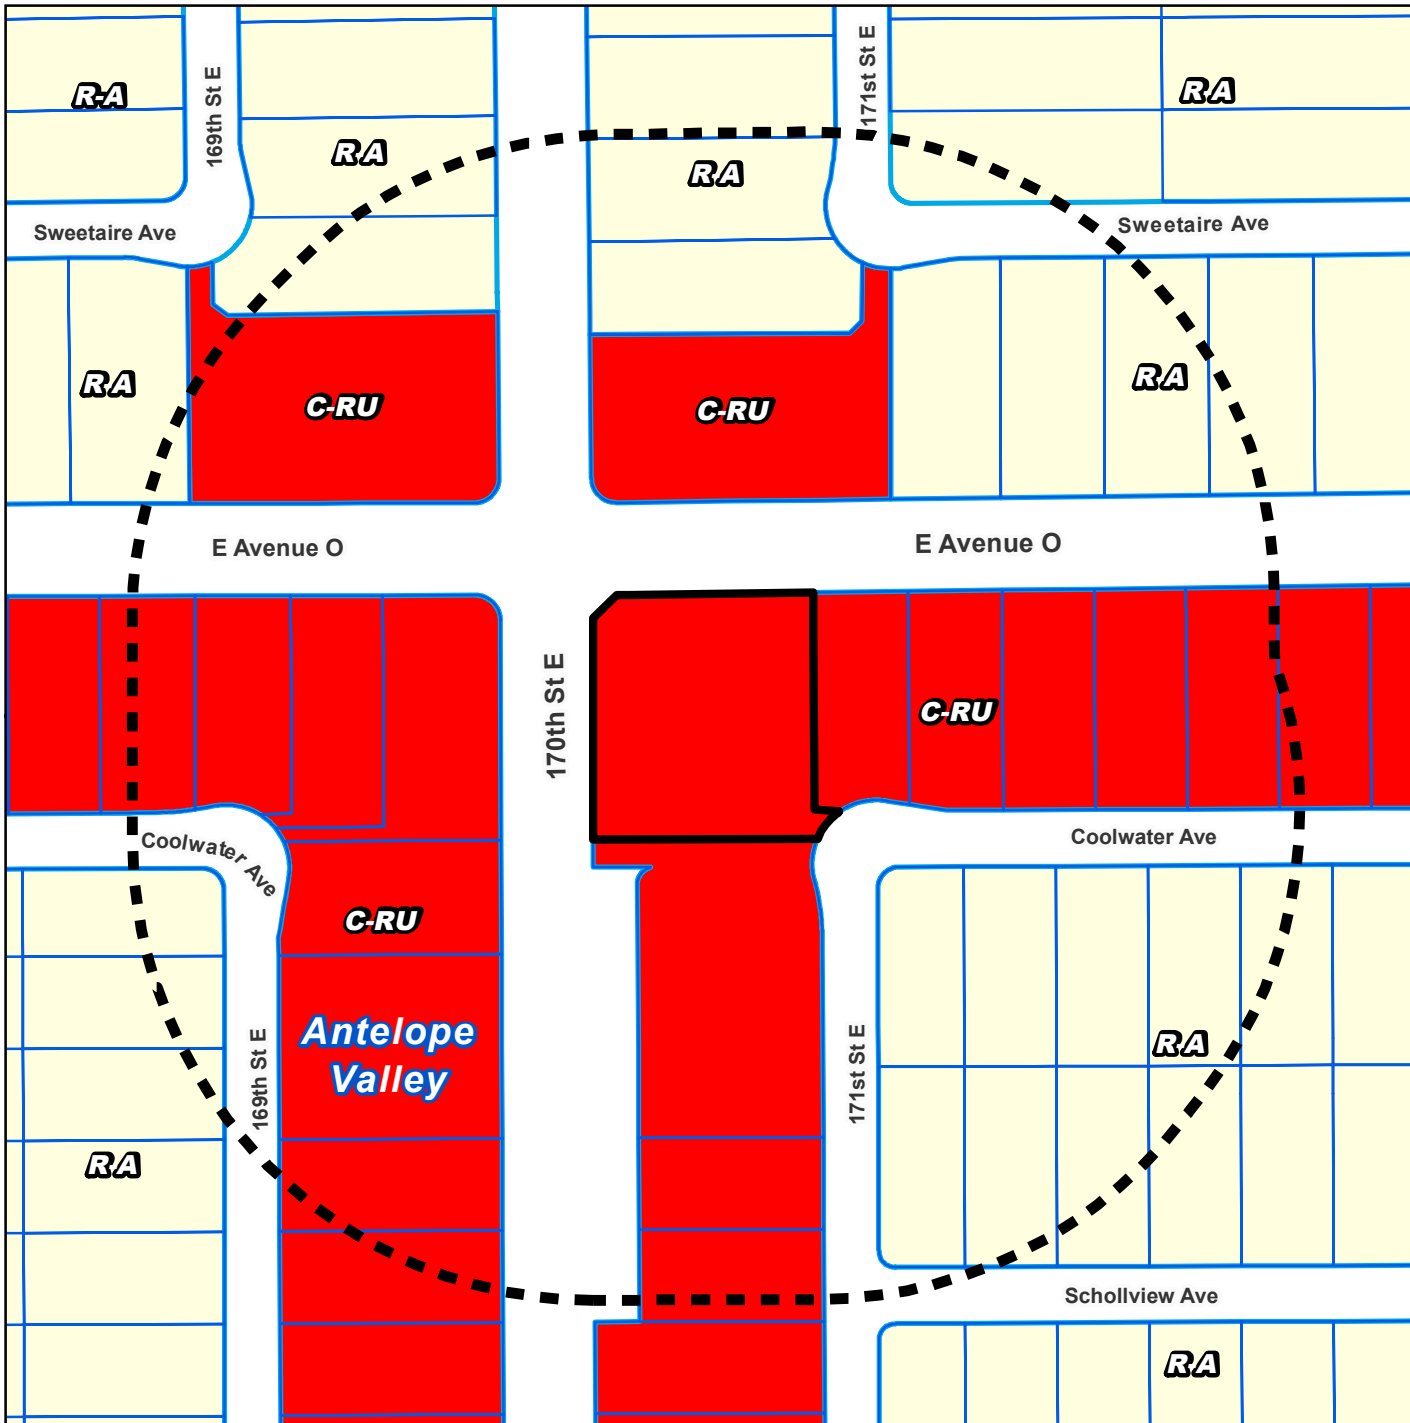 169th St E
171st St E
R-A
R-A
R-A
R-A
Sweetaire Ave
Sweetaire Ave
R-A
C-RU
C-RU
R-A
E Avenue O
E Avenue O
170th St E
C-RU
Coolwater Ave
Coolwater Ave
C-RU
Antelope
Valley
169th St E
171st St E
R-A
R-A
Schollview Ave
R-A